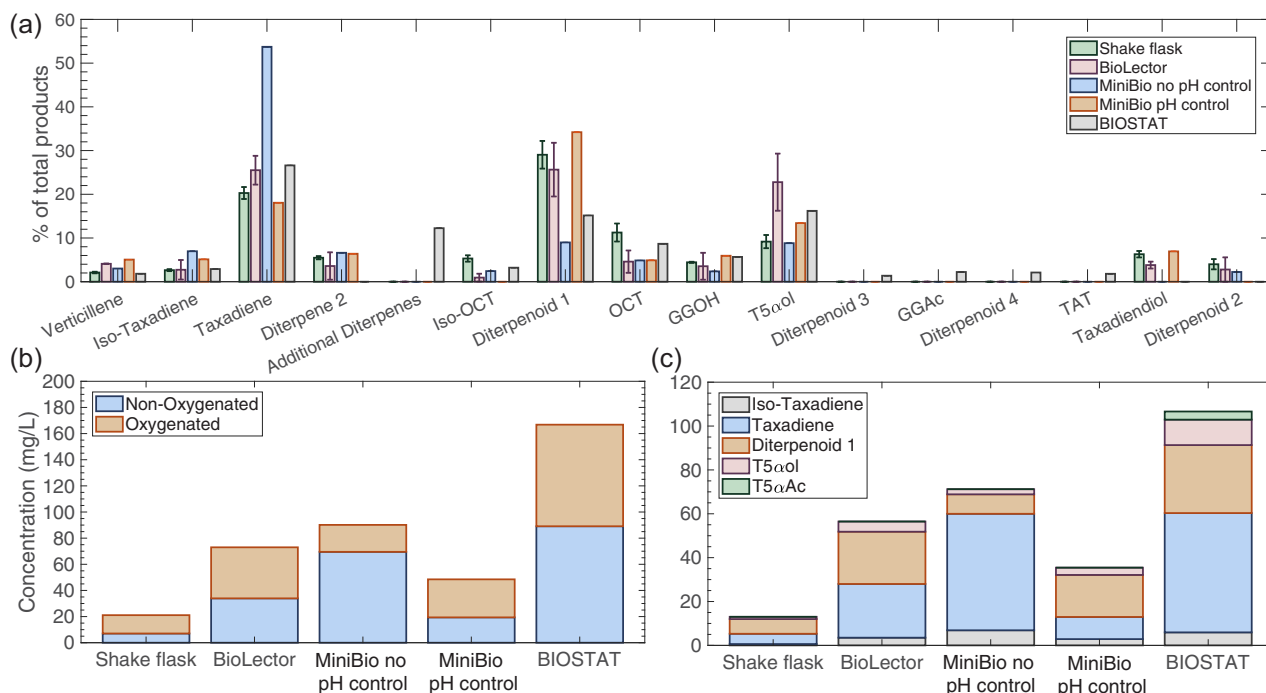 (a)
60
50
40
30
20
10
0
% of total products
Shake flask
BioLector
MiniBio no pH control
MiniBio pH control
BIOSTAT
Verticillene
Iso-Taxadiene
Taxadiene
Diterpene 2
Additional Diterpenes
Iso-OCT
Diterpenoid 1
OCT
GGOH
T5αol
Diterpenoid 3
GGAc
Diterpenoid 4
TAT
Taxadiendiol
Diterpenoid 2
(b)
200
180
160
140
120
100
80
60
40
20
0
Concentration (mg/L)
Non-Oxygenated
Oxygenated
Shake flask
BioLector
MiniBio no
pH control
MiniBio
pH control
BIOSTAT
(c)
120
100
80
60
40
20
0
Iso-Taxadiene
Taxadiene
Diterpenoid 1
T5αol
T5αAc
Shake flask
BioLector
MiniBio no
pH control
MiniBio
pH control
BIOSTAT